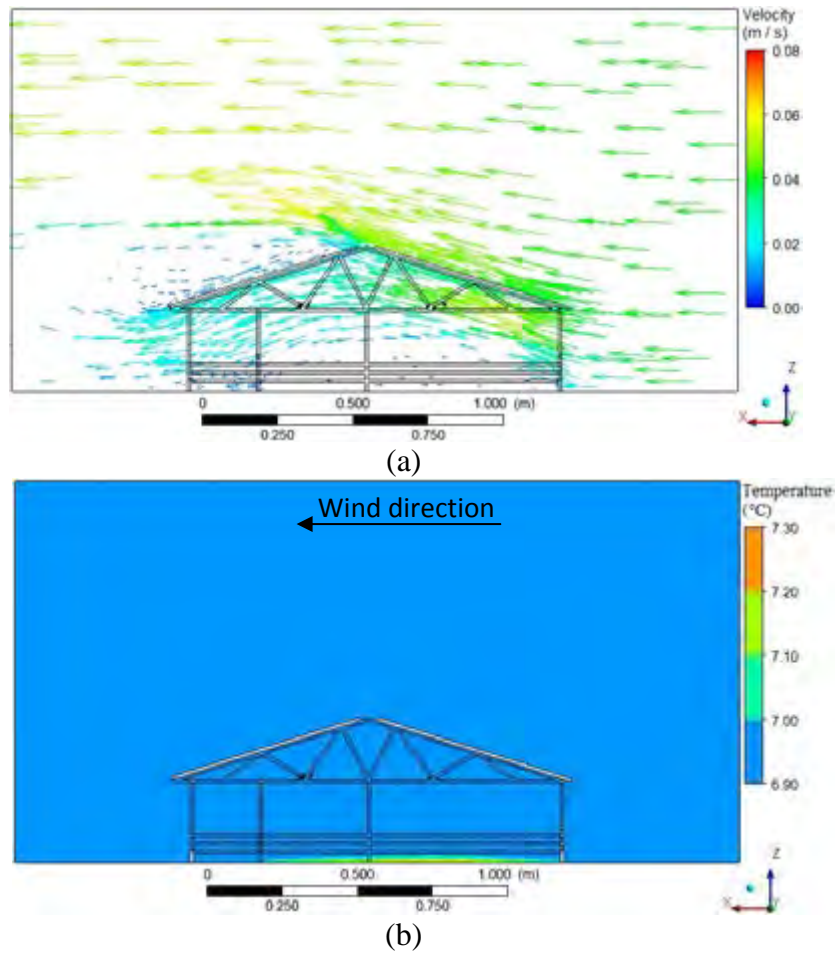 Velocity
(m / s)
0.08
0.06
0.04
0.02
0.00
Z
X
Y
0 0.500 1.000 (m)
0.250 0.750
(a)
Wind direction
Temperature
(°C)
7.30
7.20
7.10
7.00
6.90
Z
X
Y
0 0.500 1.000 (m)
0.250 0.750
(b)